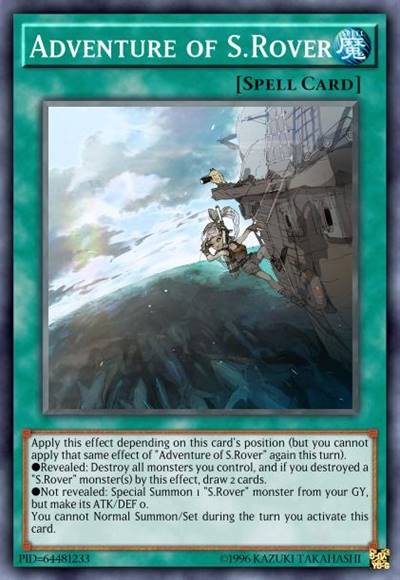 ADVENTURE OF S.ROVER
魔
[SPELL CARD]
Apply this effect depending on this card's position (but you cannot
apply that same effect of "Adventure of S.Rover" again this turn).
●Revealed: Destroy all monsters you control, and if you destroyed a
"S.Rover" monster(s) by this effect, draw 2 cards.
●Not revealed: Special Summon 1 "S.Rover" monster from your GY,
but make its ATK/DEF 0.
You cannot Normal Summon/Set during the turn you activate this
card.
PID=64481233 ©1996 KAZUKI TAKAHASHI